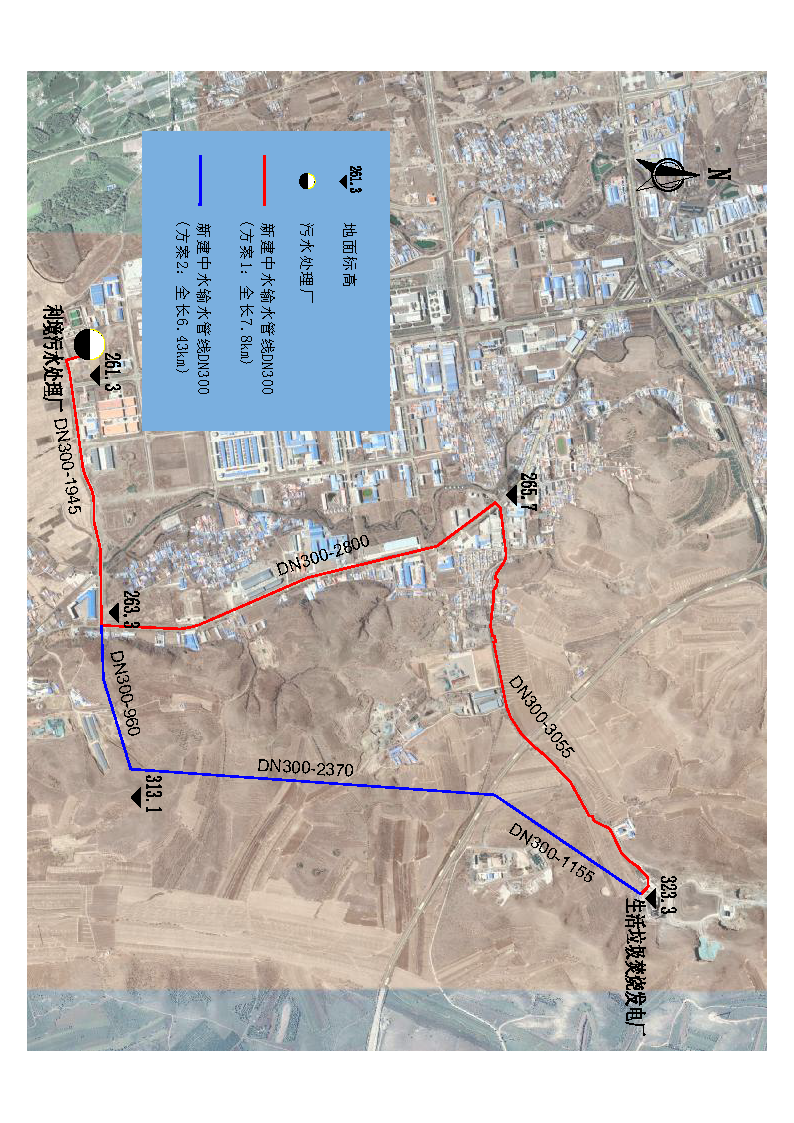 N
261.3 地面标高
污水处理厂
新建中水输水管线DN300
(方案1: 全长7.8km)
新建中水输水管线DN300
(方案2: 全长6.43km)
323.3
生活垃圾焚烧发电厂
265.7
DN300-3055
DN300-1155
DN300-2800
DN300-2370
313.1
263.3
DN300-960
261.3
利境污水处理厂
DN300-1945